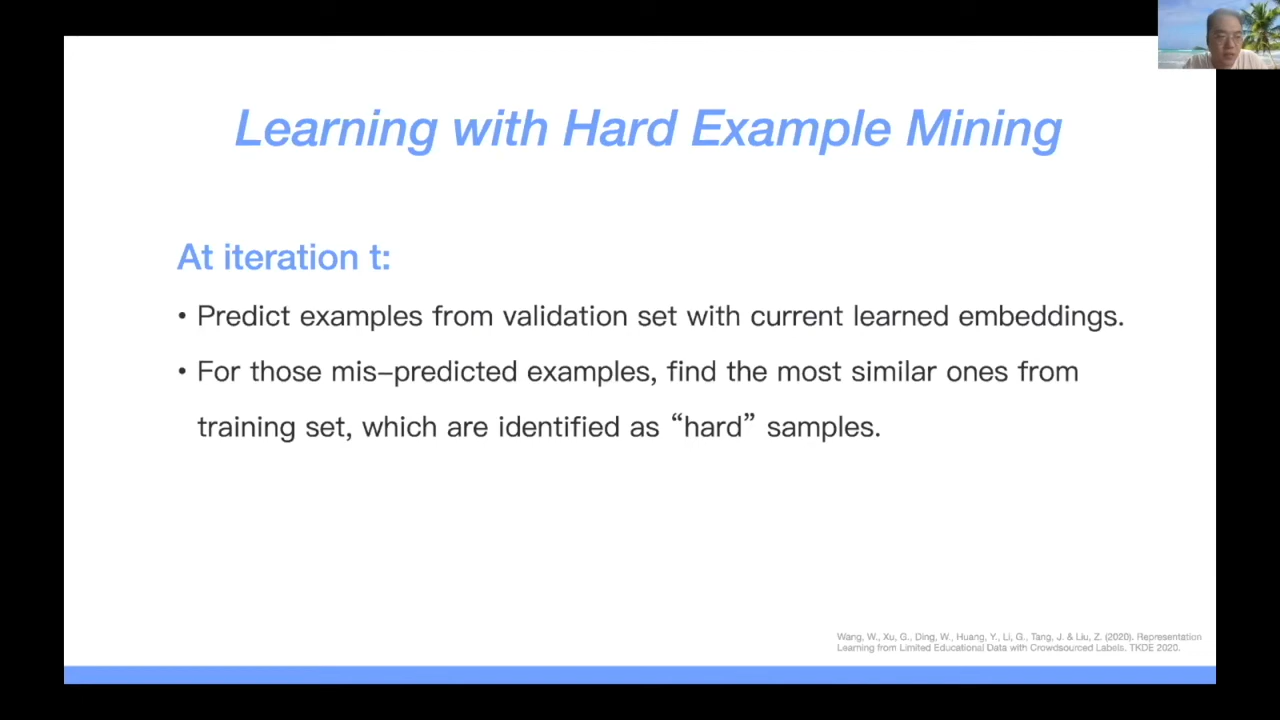 Learning with Hard Example Mining
At iteration t:
• Predict examples from validation set with current learned embeddings.
• For those mis-predicted examples, find the most similar ones from
training set, which are identified as “hard” samples.
Wang, W., Xu, G., Ding, W., Huang, Y., Li, G., Tang, J. & Liu, Z. (2020). Representation
Learning from Limited Educational Data with Crowdsourced Labels. TKDE 2020.